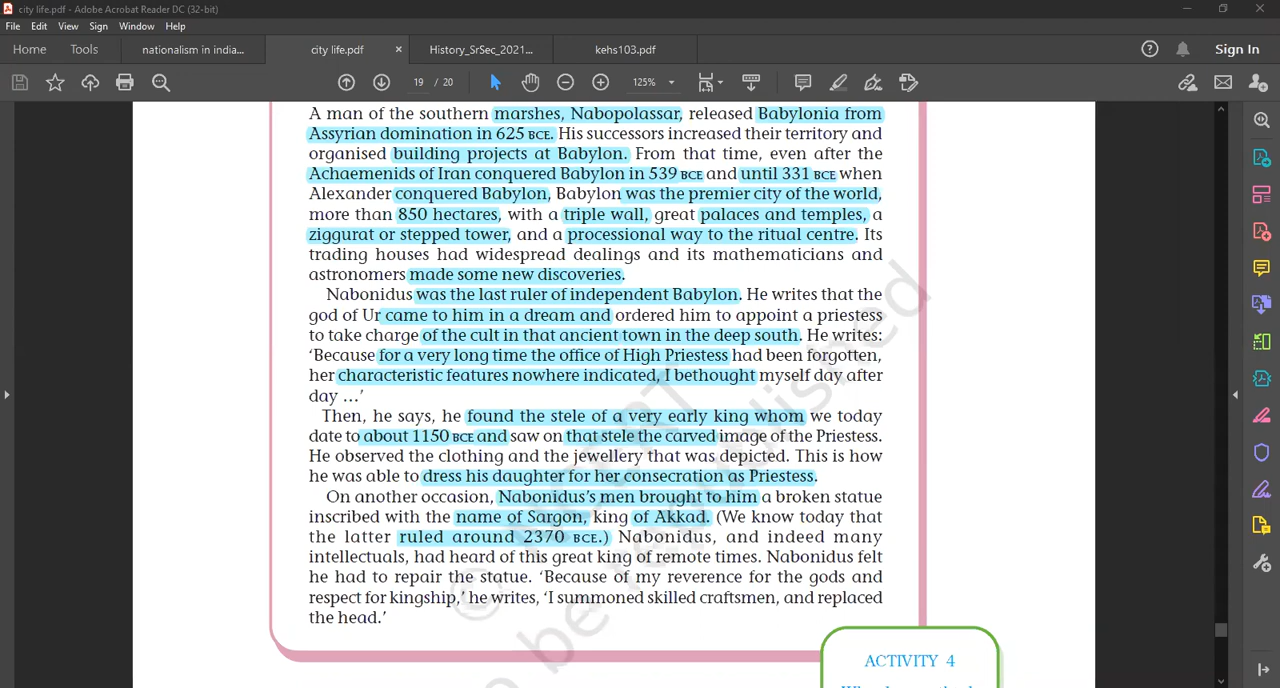 city life.pdf - Adobe Acrobat Reader DC (32-bit)
File Edit View Sign Window Help
Home Tools nationalism in india... city life.pdf × History_SrSec_2021... kehs103.pdf Sign In
19 / 20 125%
A man of the southern marshes, Nabopolassar, released Babylonia from
Assyrian domination in 625 BCE. His successors increased their territory and
organised building projects at Babylon. From that time, even after the
Achaemenids of Iran conquered Babylon in 539 BCE and until 331 BCE when
Alexander conquered Babylon, Babylon was the premier city of the world,
more than 850 hectares, with a triple wall, great palaces and temples, a
ziggurat or stepped tower, and a processional way to the ritual centre. Its
trading houses had widespread dealings and its mathematicians and
astronomers made some new discoveries.
Nabonidus was the last ruler of independent Babylon. He writes that the
god of Ur came to him in a dream and ordered him to appoint a priestess
to take charge of the cult in that ancient town in the deep south. He writes:
‘Because for a very long time the office of High Priestess had been forgotten,
her characteristic features nowhere indicated, I bethought myself day after
day ...’
Then, he says, he found the stele of a very early king whom we today
date to about 1150 BCE and saw on that stele the carved image of the Priestess.
He observed the clothing and the jewellery that was depicted. This is how
he was able to dress his daughter for her consecration as Priestess.
On another occasion, Nabonidus’s men brought to him a broken statue
inscribed with the name of Sargon, king of Akkad. (We know today that
the latter ruled around 2370 BCE.) Nabonidus, and indeed many
intellectuals, had heard of this great king of remote times. Nabonidus felt
he had to repair the statue. ‘Because of my reverence for the gods and
respect for kingship,’ he writes, ‘I summoned skilled craftsmen, and replaced
the head.’
ACTIVITY 4